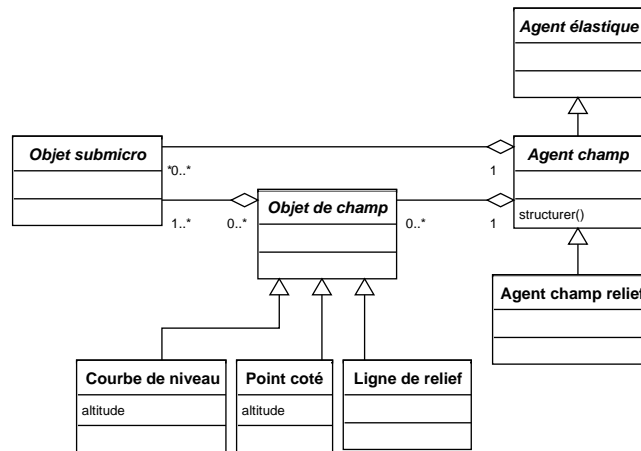 Agent élastique
Objet submicro
Agent champ
*0..*
1
structurer()
Objet de champ
1..*
0..*
0..*
1
Agent champ relief
Courbe de niveau
altitude
Point coté
altitude
Ligne de relief